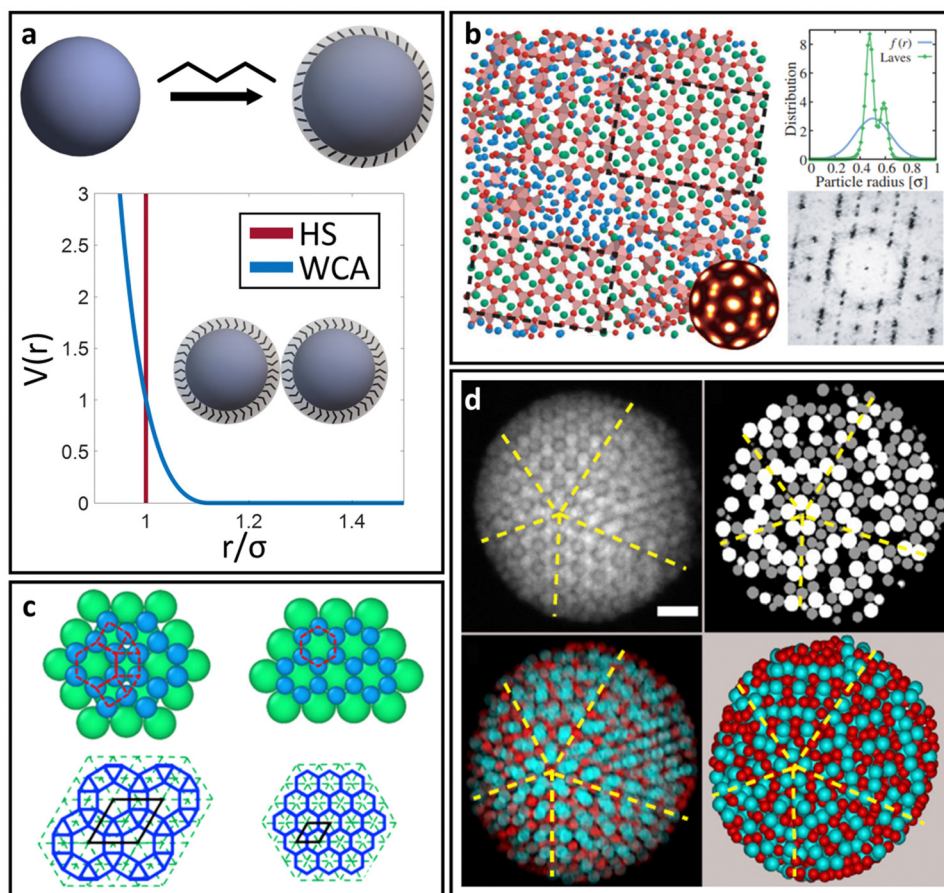 a
3
2.5
2
1.5
1
0.5
0
V(r)
HS
WCA
1
1.2
1.4
r/σ
b
8
6
4
2
0
Distribution
f(r)
Laves
0
0.2
0.4
0.6
0.8
1
Particle radius [σ]
c
d